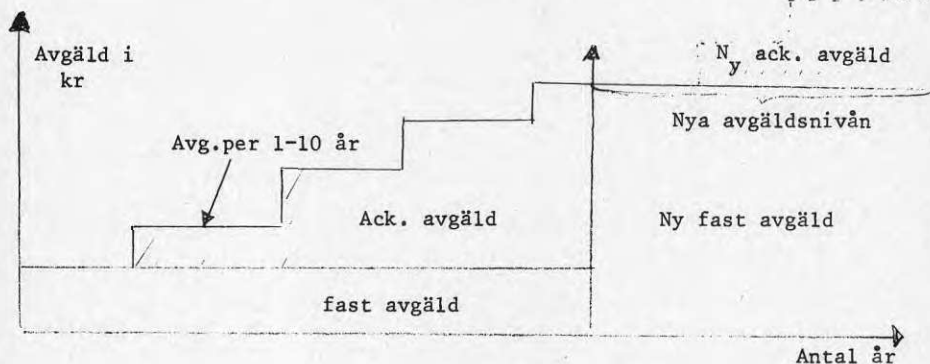 Avgäld i
kr
Ny ack. avgäld
Nya avgäldsnivån
Avg.per 1-10 år
Ack. avgäld
Ny fast avgäld
fast avgäld
Antal år